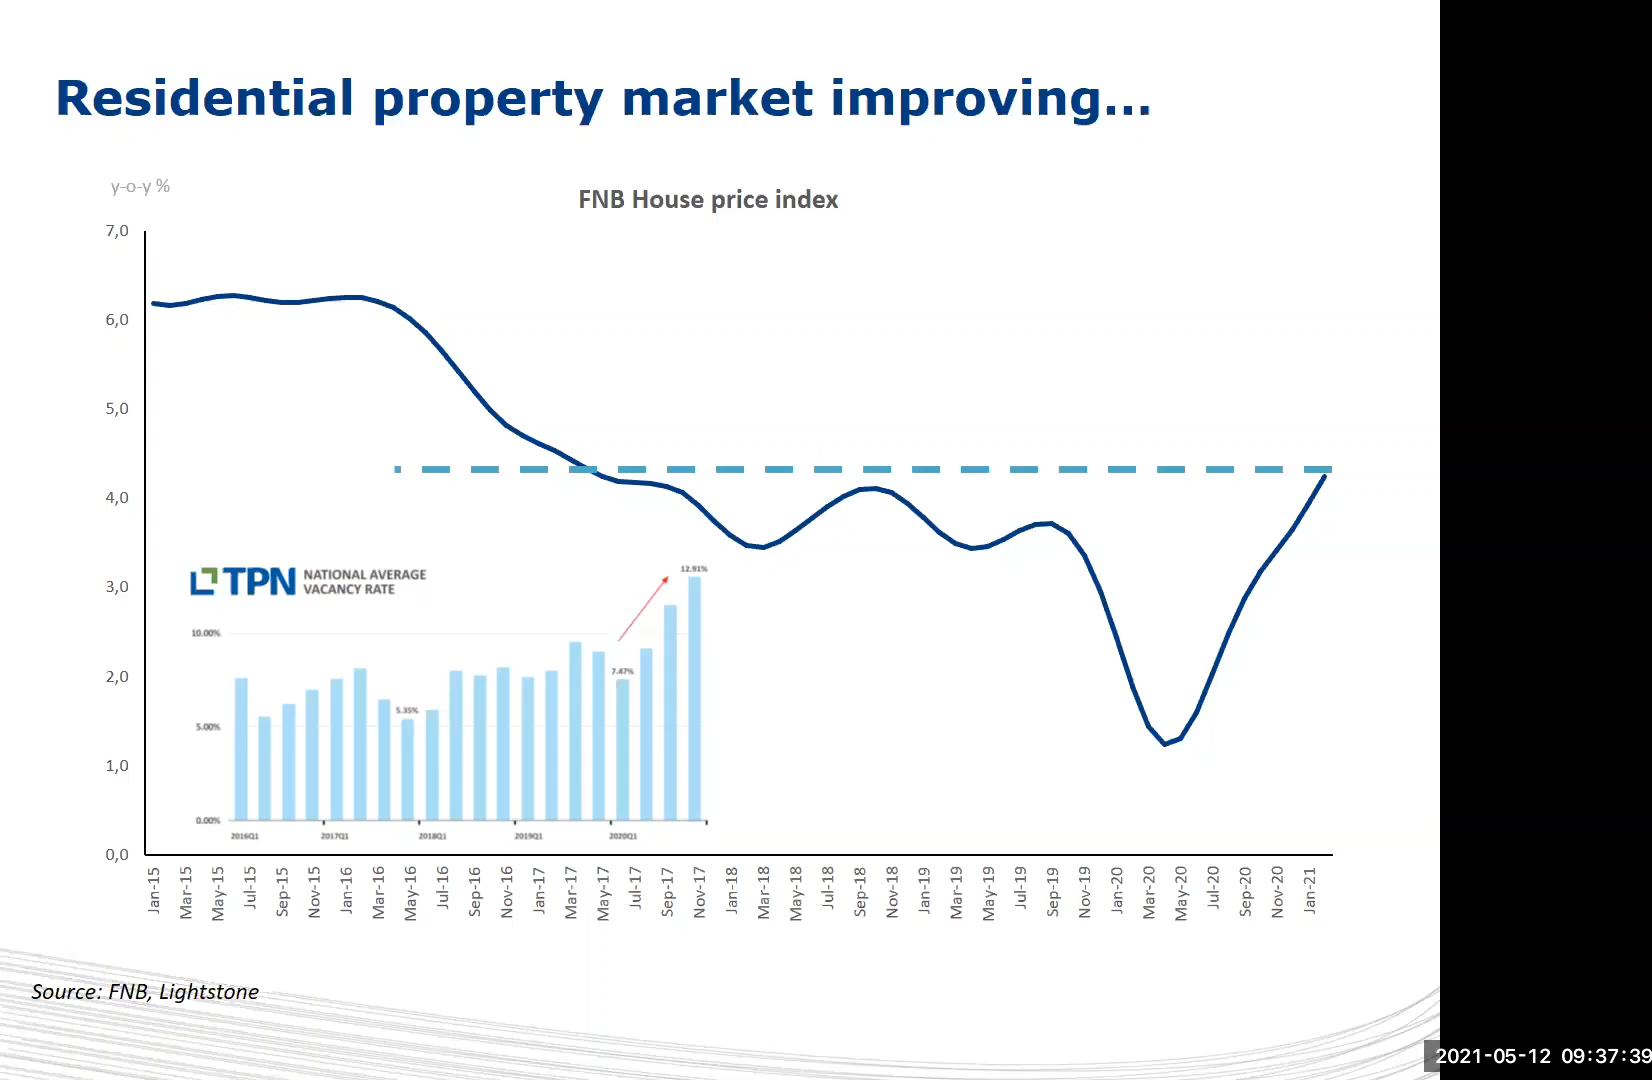 Residential property market improving...
y-o-y %
FNB House price index
7,0
6,0
5,0
4,0
3,0
2,0
1,0
0,0
TPN NATIONAL AVERAGE
VACANCY RATE
12.91%
10.00%
7.47%
5.35%
5.00%
0.00%
2016Q1 2017Q1 2018Q1 2019Q1 2020Q1
Jan-15 Mar-15 May-15 Jul-15 Sep-15 Nov-15 Jan-16 Mar-16 May-16 Jul-16 Sep-16 Nov-16 Jan-17 Mar-17 May-17 Jul-17 Sep-17 Nov-17 Jan-18 Mar-18 May-18 Jul-18 Sep-18 Nov-18 Jan-19 Mar-19 May-19 Jul-19 Sep-19 Nov-19 Jan-20 Mar-20 May-20 Jul-20 Sep-20 Nov-20 Jan-21
Source: FNB, Lightstone
2021-05-12 09:37:39